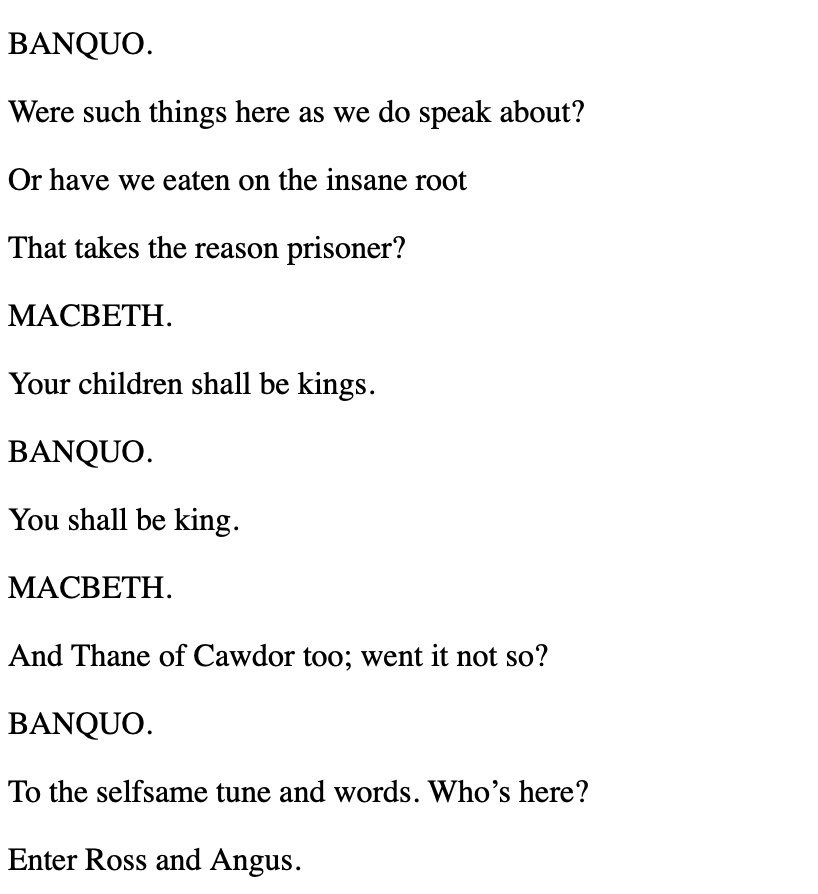 BANQUO.
Were such things here as we do speak about?
Or have we eaten on the insane root
That takes the reason prisoner?
MACBETH.
Your children shall be kings.
BANQUO.
You shall be king.
MACBETH.
And Thane of Cawdor too; went it not so?
BANQUO.
To the selfsame tune and words. Who’s here?
Enter Ross and Angus.